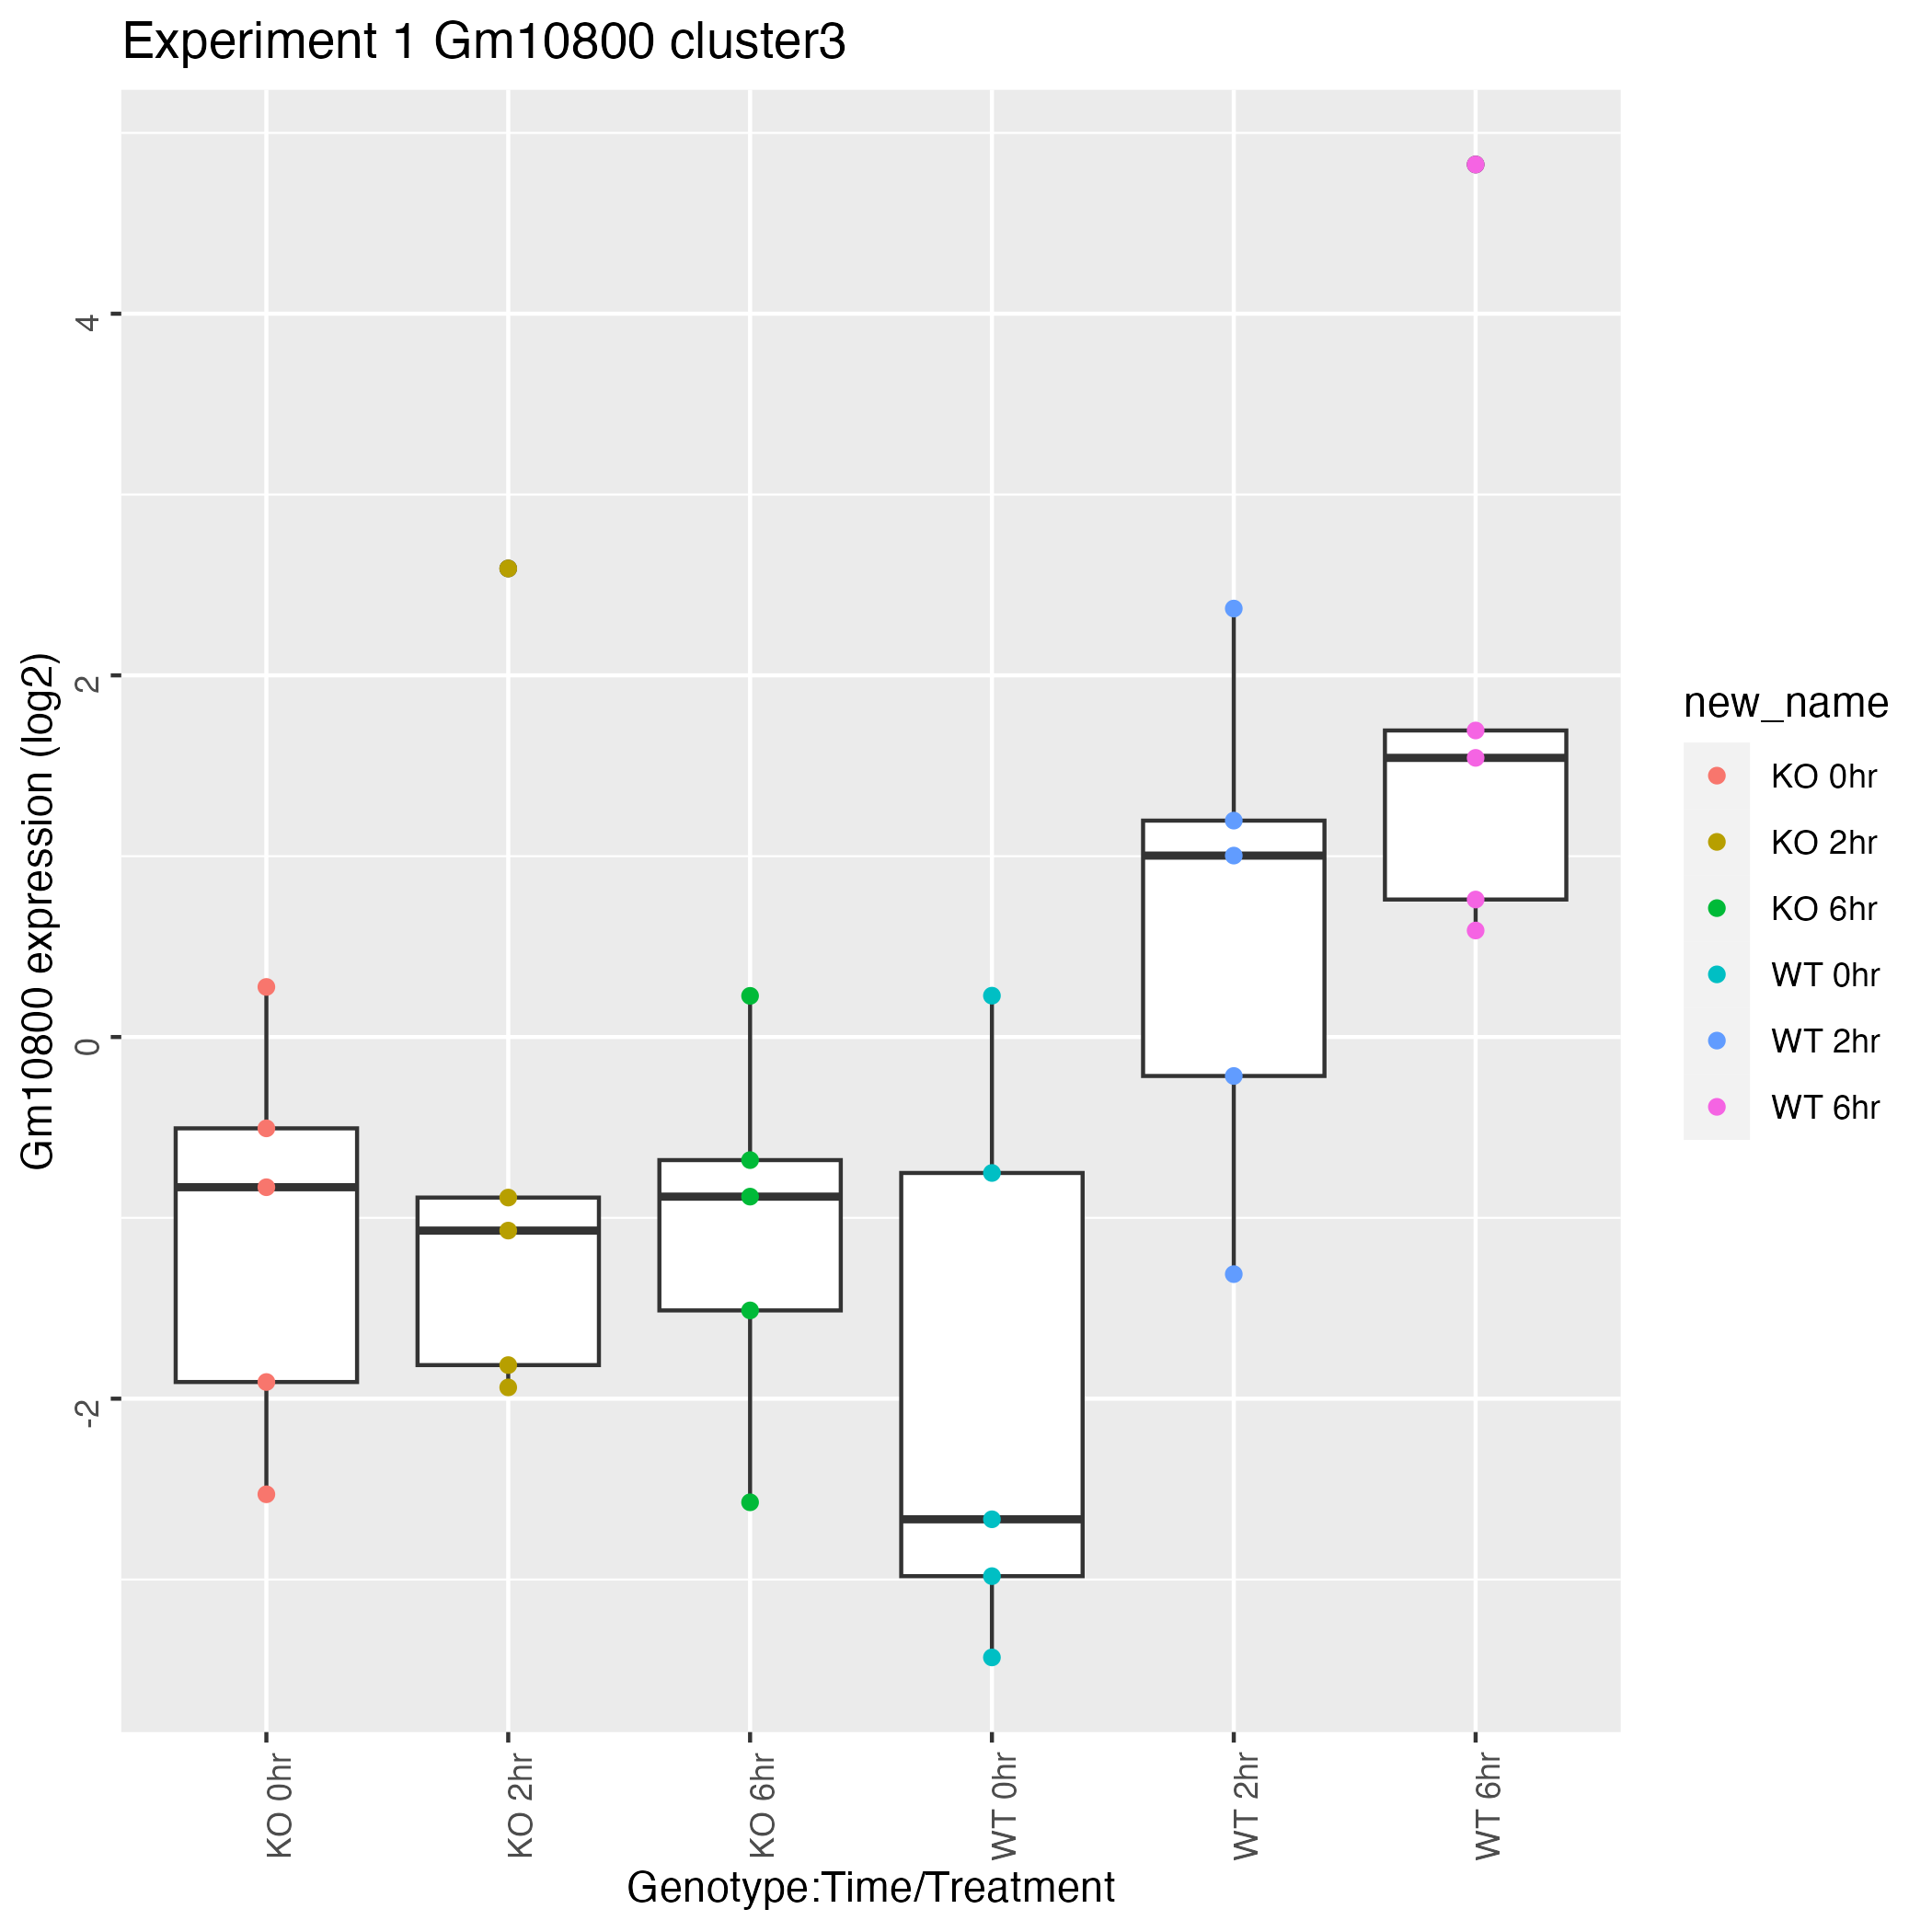 Experiment 1 Gm10800 cluster3
Gm10800 expression (log2)
4
2
0
-2
KO 0hr
KO 2hr
KO 6hr
WT 0hr
WT 2hr
WT 6hr
Genotype:Time/Treatment
new_name
KO 0hr
KO 2hr
KO 6hr
WT 0hr
WT 2hr
WT 6hr